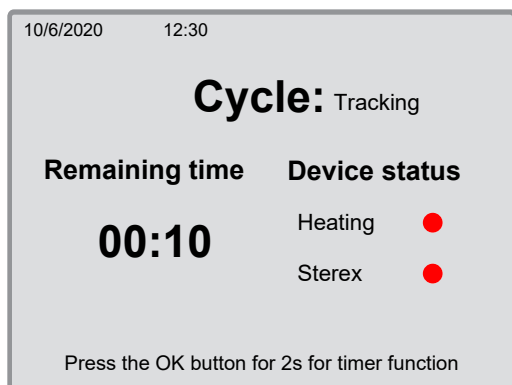 10/6/2020 12:30
Cycle: Tracking
Remaining time
Device status
00:10
Heating
Sterex
Press the OK button for 2s for timer function